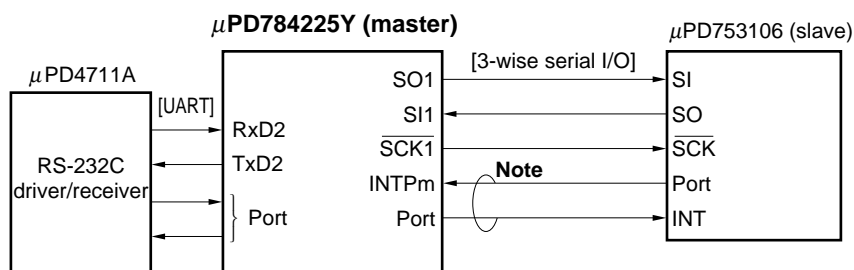 μPD784225Y (master)
μPD753106 (slave)
μPD4711A
[3-wise serial I/O]
[UART]
RS-232C
driver/receiver
RxD2
TxD2
Port
SO1
SI1
SCK1
INTPm
Port
Note
SI
SO
SCK
Port
INT